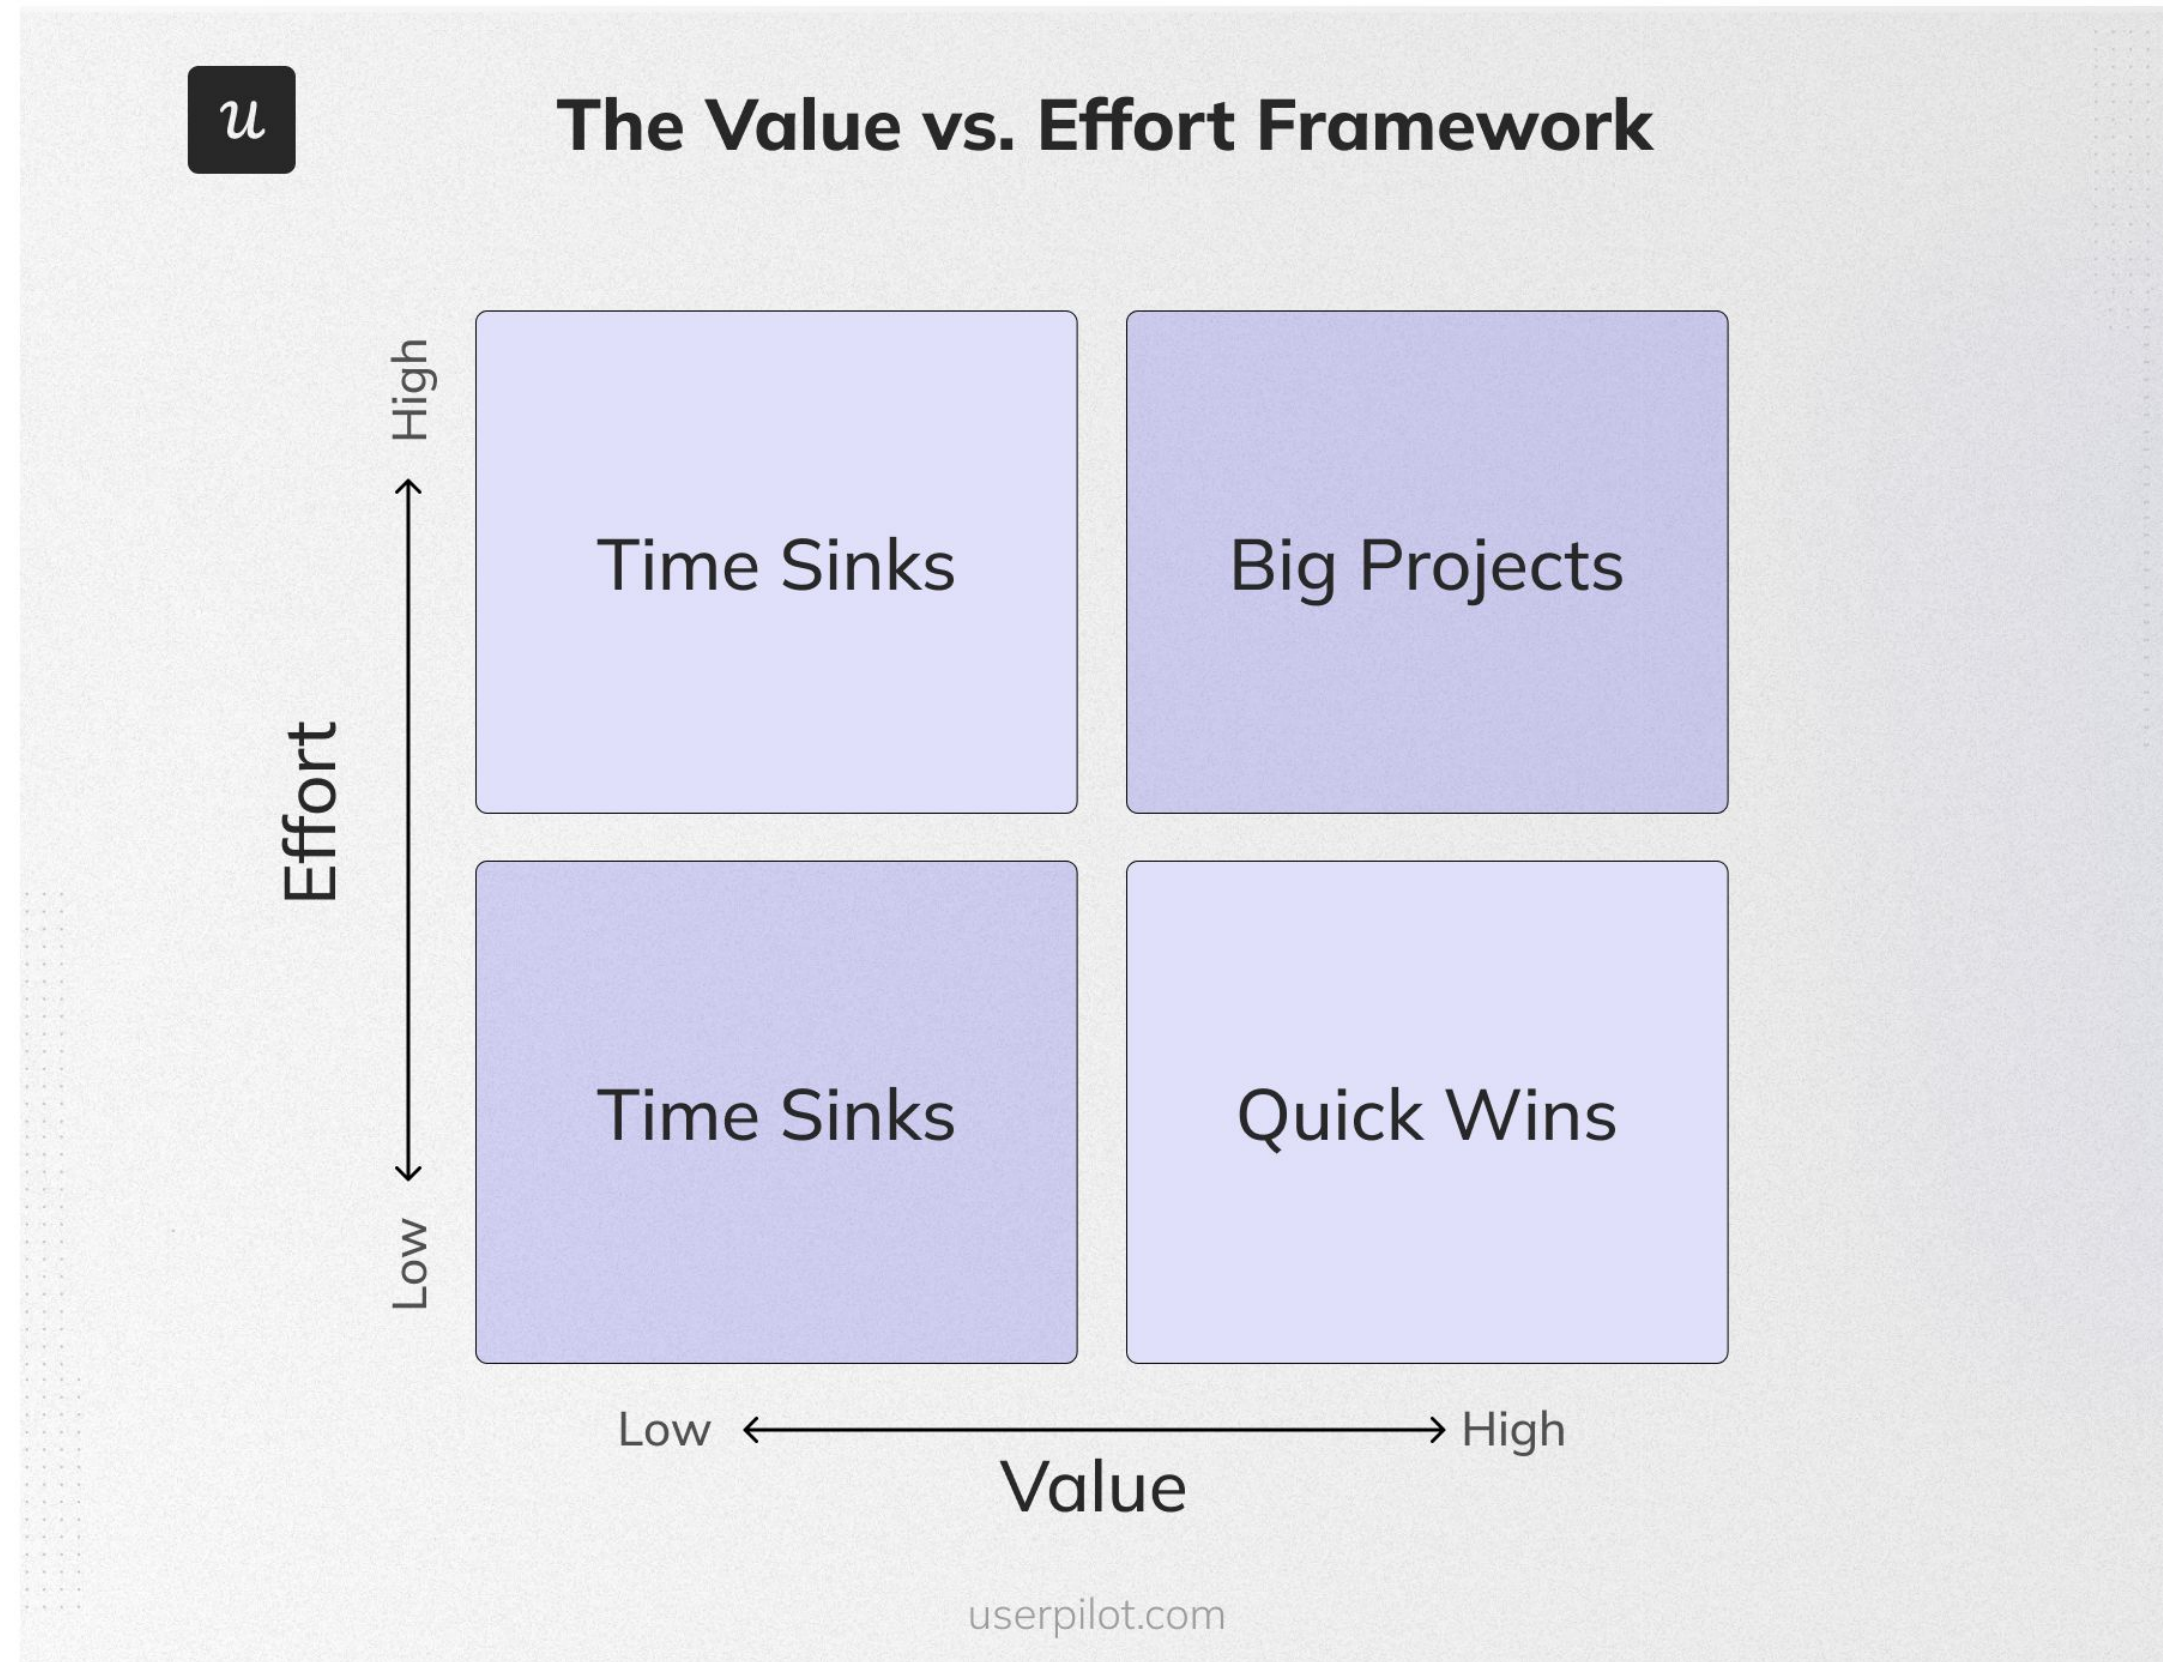 u
The Value vs. Effort Framework
High
Effort
Low
Time Sinks
Big Projects
Time Sinks
Quick Wins
Low
High
Value
userpilot.com